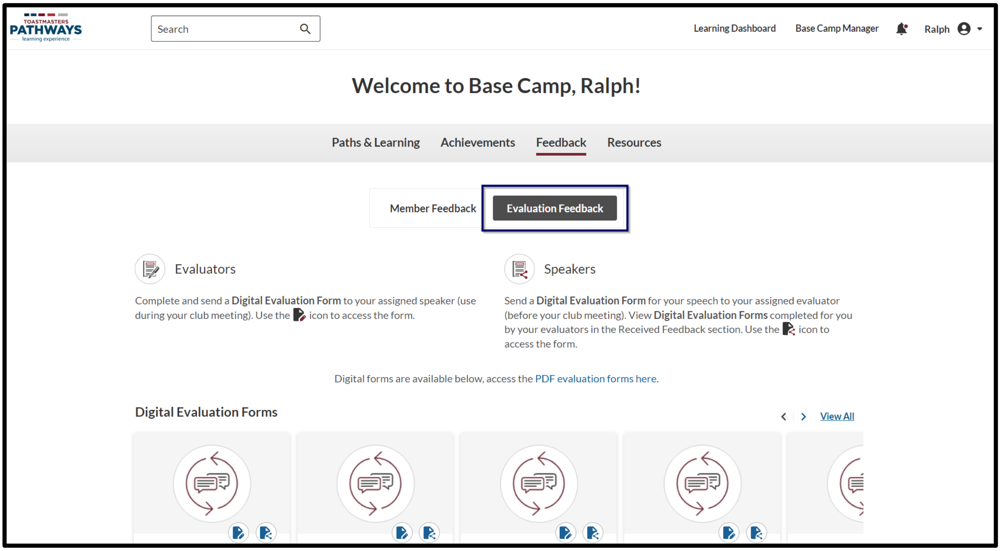 TOASTMASTERS
PATHWAYS
learning experience
Search
Learning Dashboard
Base Camp Manager
Ralph
Welcome to Base Camp, Ralph!
Paths & Learning
Achievements
Feedback
Resources
Member Feedback
Evaluation Feedback
Evaluators
Complete and send a Digital Evaluation Form to your assigned speaker (use
during your club meeting). Use the icon to access the form.
Speakers
Send a Digital Evaluation Form for your speech to your assigned evaluator
(before your club meeting). View Digital Evaluation Forms completed for you
by your evaluators in the Received Feedback section. Use the icon to
access the form.
Digital forms are available below, access the PDF evaluation forms here.
Digital Evaluation Forms
View All